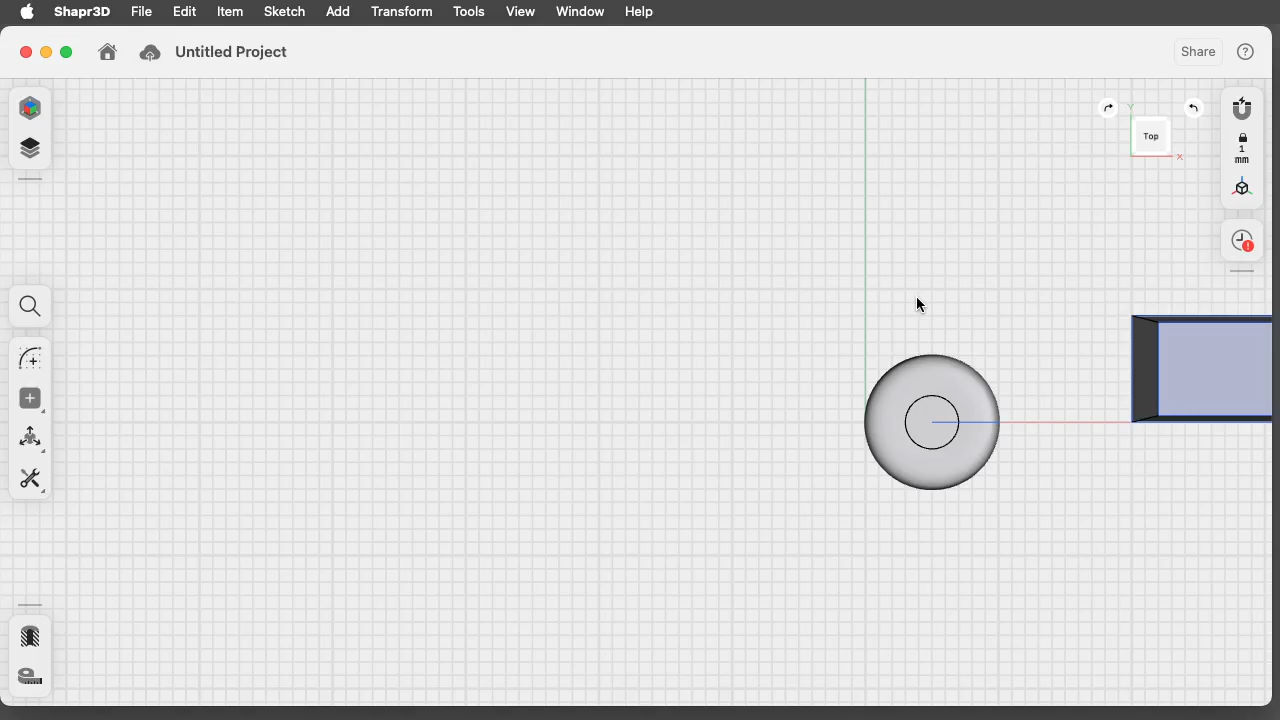 Shapr3D File Edit Item Sketch Add Transform Tools View Window Help
Untitled Project
Share
?
Y
Top
X
1
mm